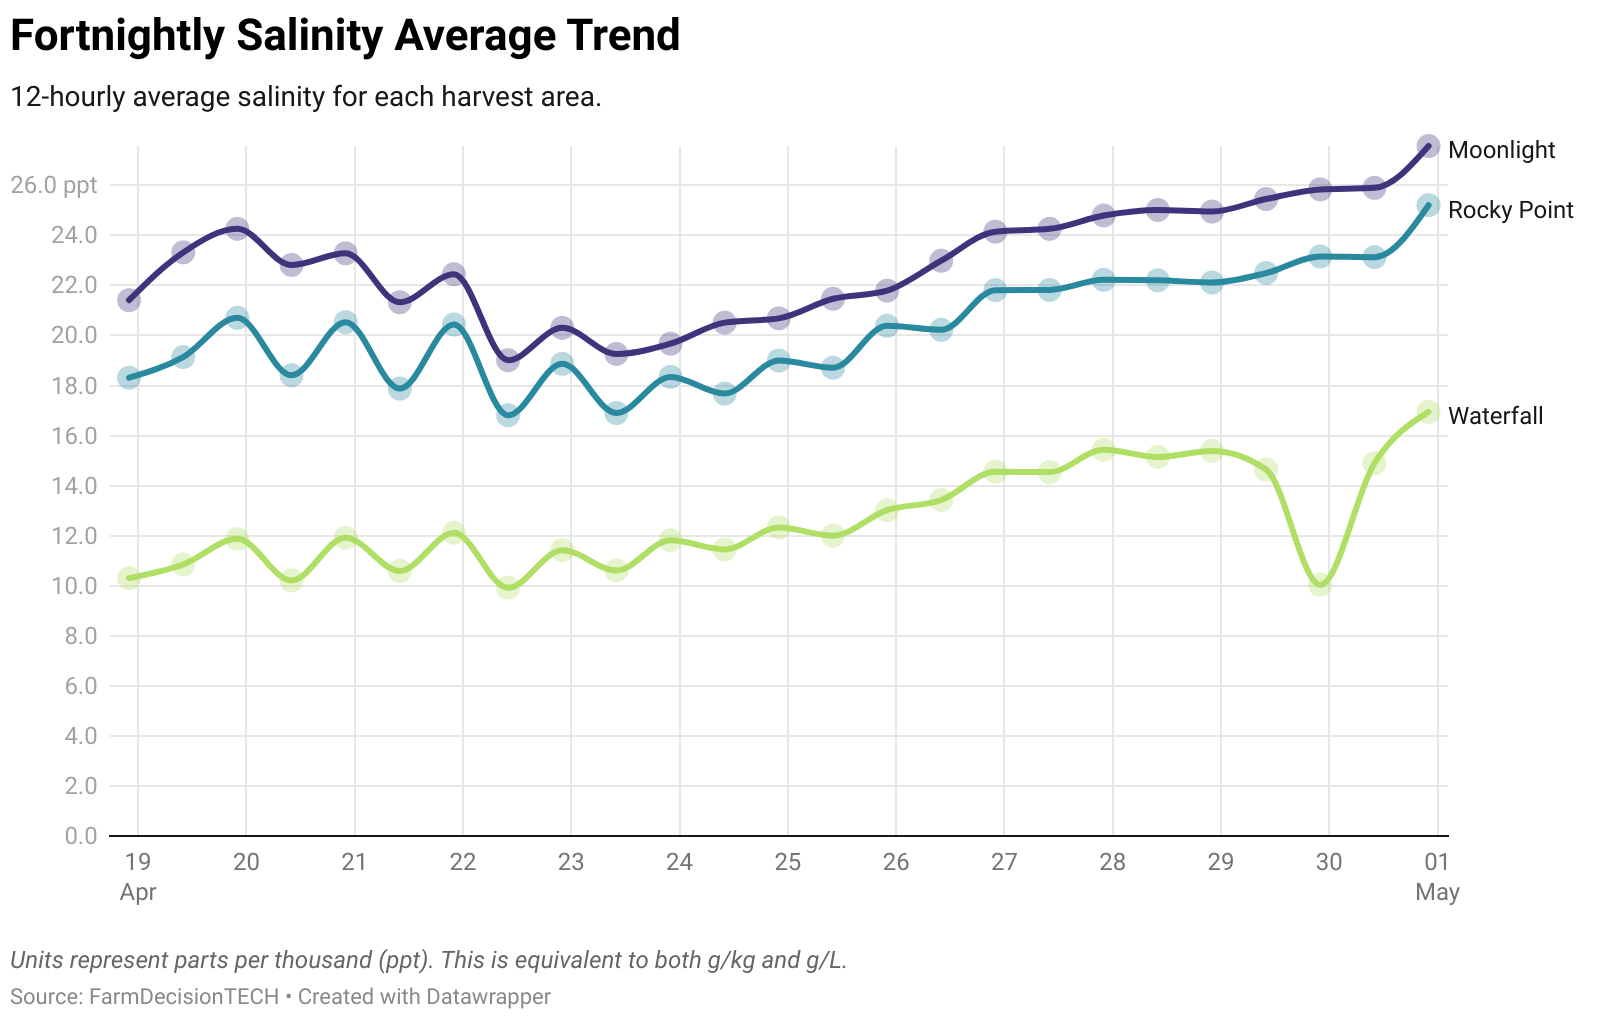 Fortnightly Salinity Average Trend
12-hourly average salinity for each harvest area.
Moonlight
26.0 ppt
Rocky Point
24.0
22.0
20.0
18.0
Waterfall
16.0
14.0
12.0
10.0
8.0
6.0
4.0
2.0
0.0
19 20 21 22 23 24 25 26 27 28 29 30 01
Apr May
Units represent parts per thousand (ppt). This is equivalent to both g/kg and g/L.
Source: FarmDecisionTECH • Created with Datawrapper